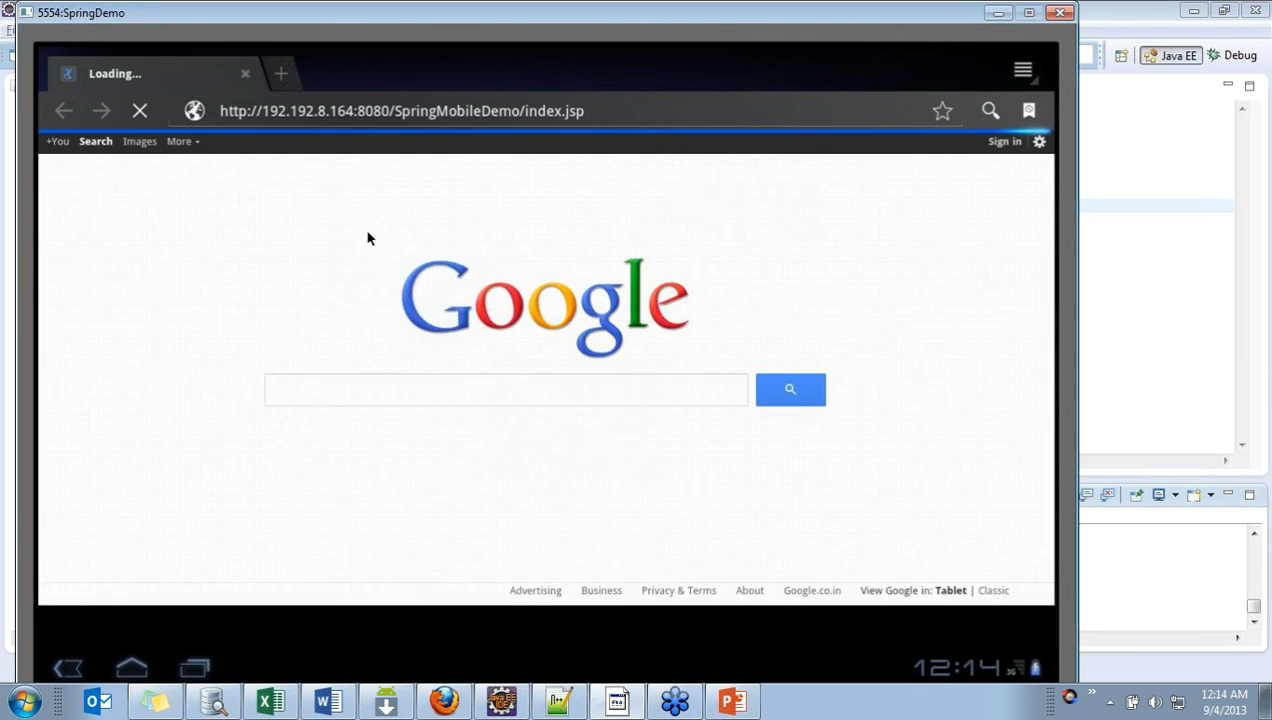 5554:SpringDemo
Loading...
http://192.192.8.164:8080/SpringMobileDemo/index.jsp
+You Search Images More
Sign in
Google
Advertising Business Privacy & Terms About Google.co.in View Google in: Tablet | Classic
12:14 3G
Java EE Debug
12:14 AM
9/4/2013